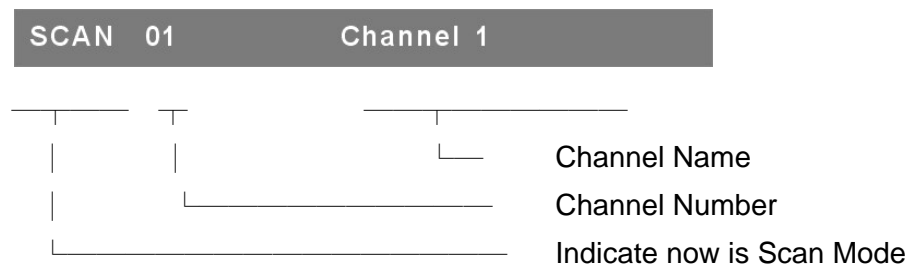 SCAN 01 Channel 1
Channel Name
Channel Number
Indicate now is Scan Mode